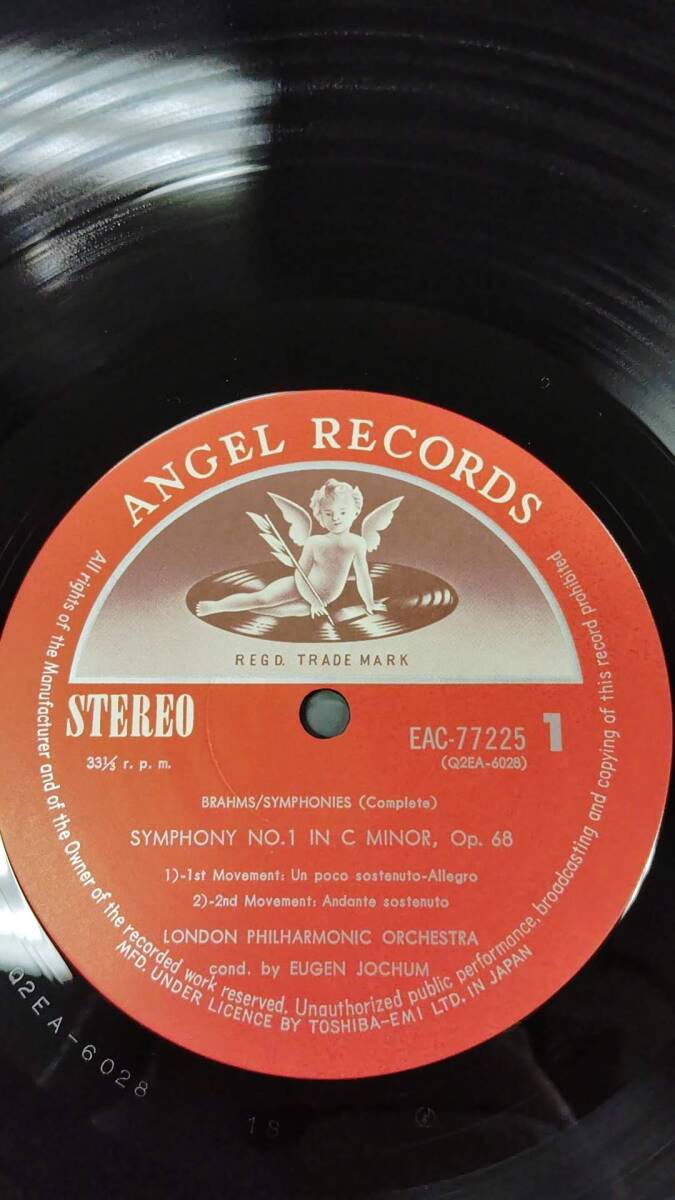 ANGEL RECORDS
REGD. TRADE MARK
STEREO
33⅓ r. p. m.
EAC-77225 1
(Q2EA-6028)
BRAHMS/SYMPHONIES (Complete)
SYMPHONY NO.1 IN C MINOR, Op. 68
1)-1st Movement: Un poco sostenuto-Allegro
2)-2nd Movement: Andante sostenuto
LONDON PHILHARMONIC ORCHESTRA
cond. by EUGEN JOCHUM
All rights of the Manufacturer and of the Owner of the recorded work reserved. Unauthorized public performance, broadcasting and copying of this record prohibited
MFD. UNDER LICENCE BY TOSHIBA-EMI LTD. IN JAPAN
Q2EA-6028
18